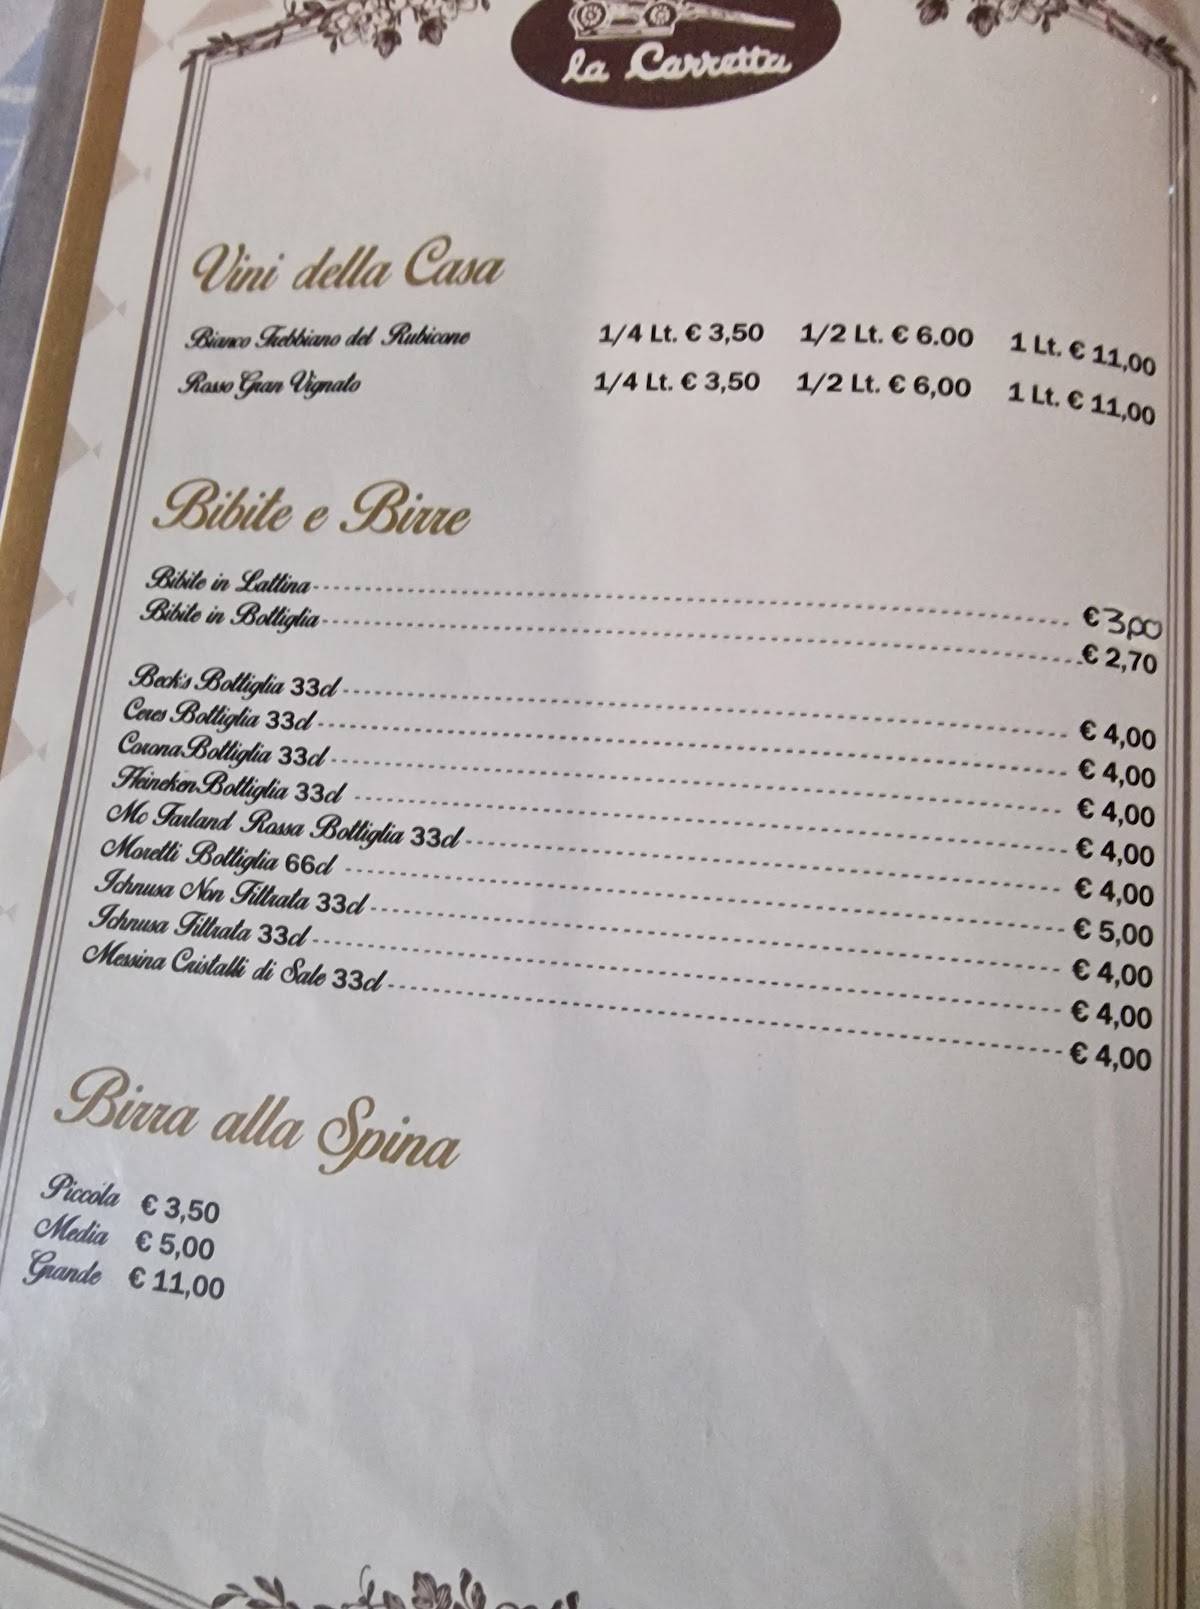 la Carretta
Vini della Casa
Bianco Trebbiano del Rubicone 1/4 Lt. € 3,50 1/2 Lt. € 6.00 1 Lt. € 11,00
Rosso Gran Vignato 1/4 Lt. € 3,50 1/2 Lt. € 6,00 1 Lt. € 11,00
Bibite e Birre
Bibite in Lattina € 3,00
Bibite in Bottiglia € 2,70
Beck's Bottiglia 33cl € 4,00
Ceres Bottiglia 33cl € 4,00
Corona Bottiglia 33cl € 4,00
Heineken Bottiglia 33cl € 4,00
Mc Farland Rossa Bottiglia 33cl € 4,00
Moretti Bottiglia 66cl € 5,00
Ichnusa Non Filtrata 33cl € 4,00
Ichnusa Filtrata 33cl € 4,00
Messina Cristalli di Sale 33cl € 4,00
Birra alla Spina
Piccola € 3,50
Media € 5,00
Grande € 11,00